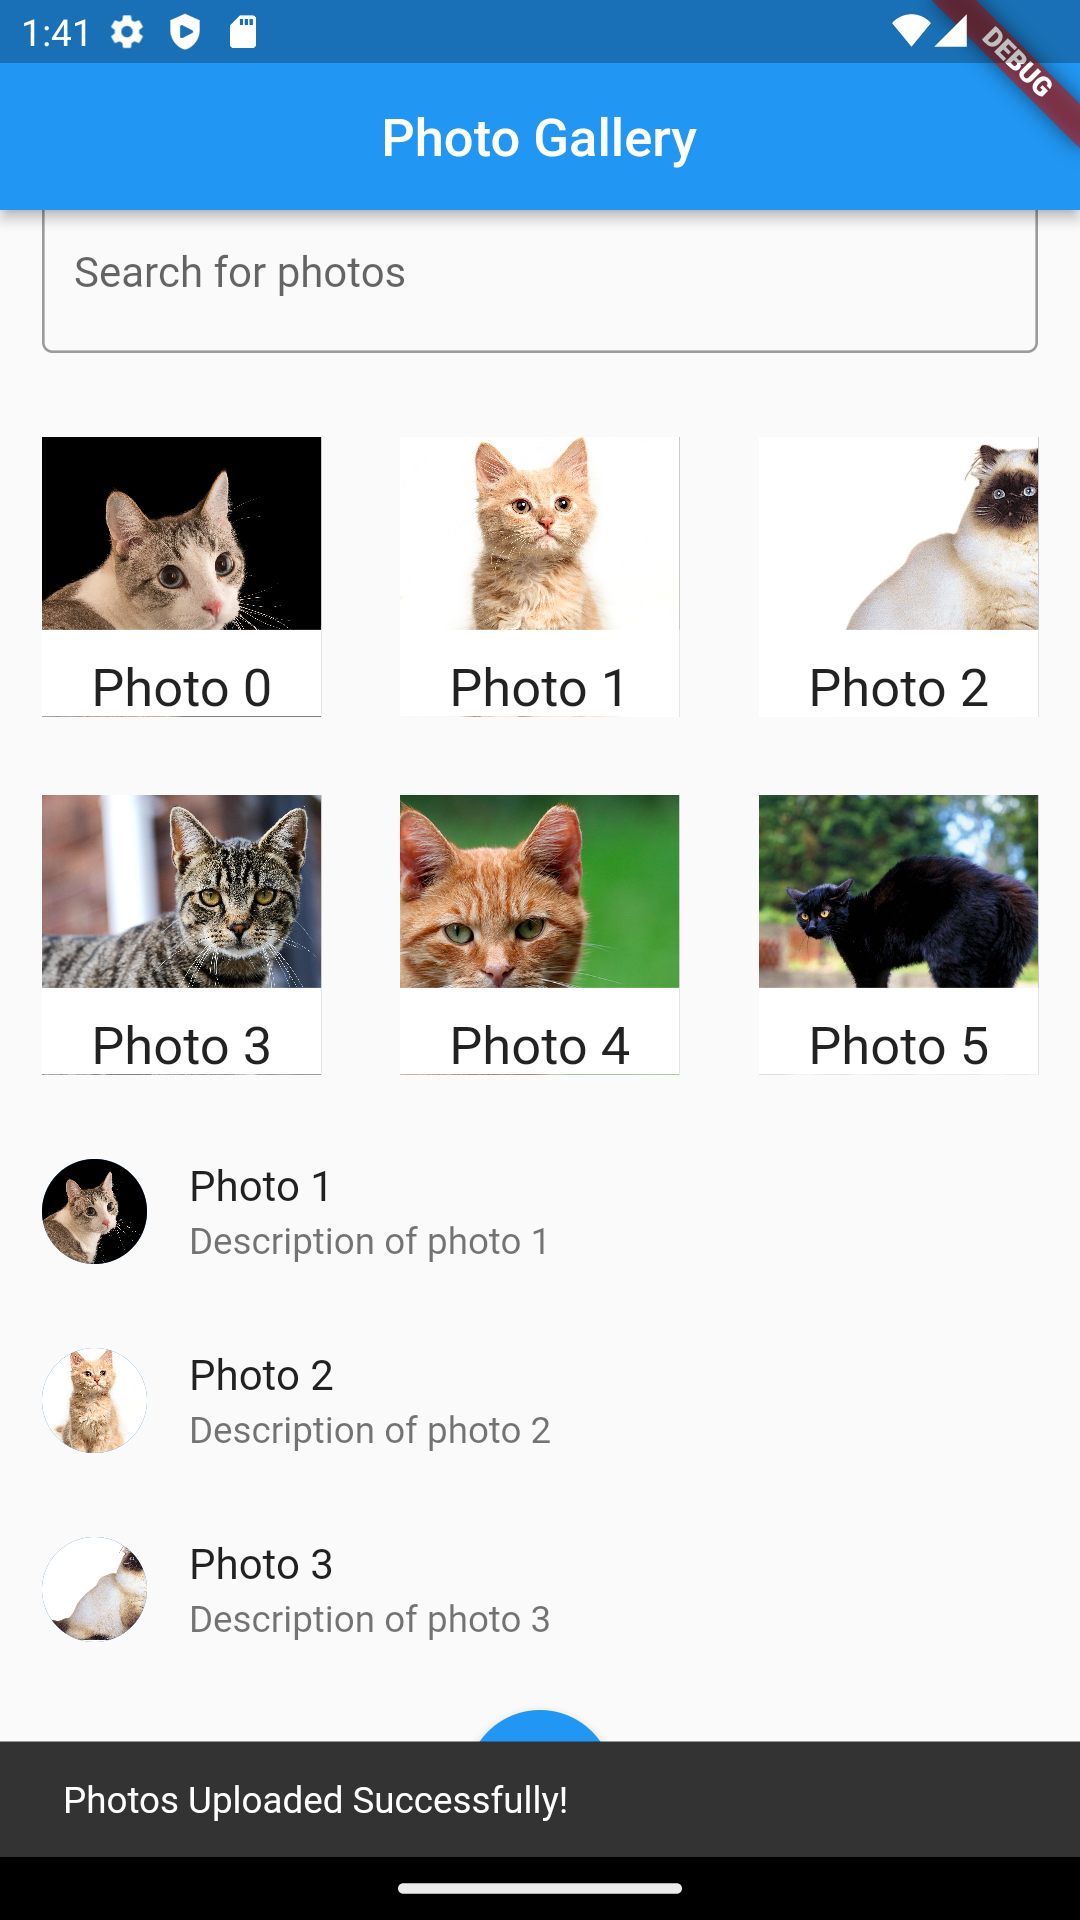 1:41
DEBUG
Photo Gallery
Search for photos
Photo 0
Photo 1
Photo 2
Photo 3
Photo 4
Photo 5
Photo 1
Description of photo 1
Photo 2
Description of photo 2
Photo 3
Description of photo 3
Photos Uploaded Successfully!